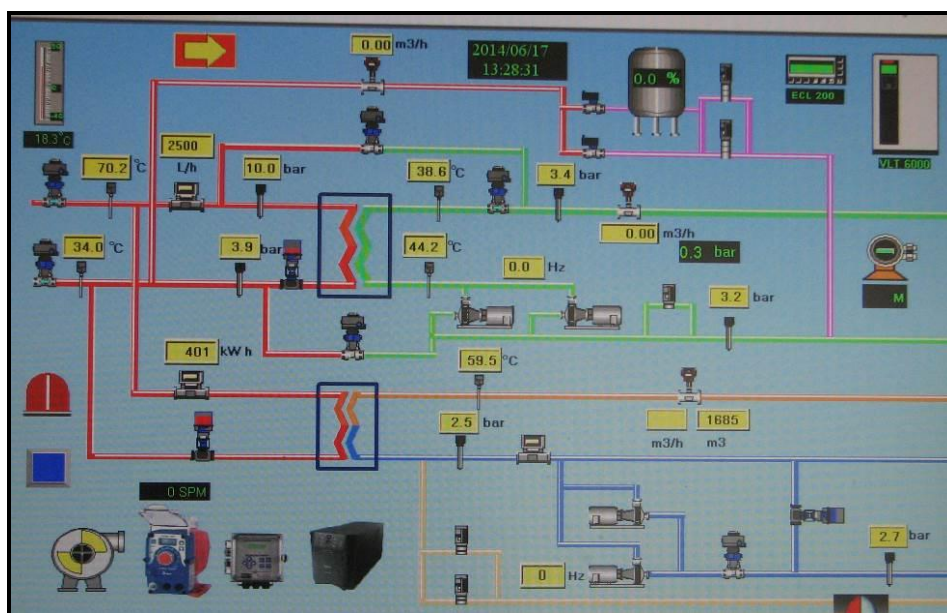 0.00 m3/h
2014/06/17
13:28:31
0.0 %
ECL 200
VLT 6000
18.3°C
2500
L/h
70.2 °C
10.0 bar
38.6 °C
3.4 bar
0.00 m3/h
34.0 °C
3.9 bar
44.2 °C
0.0 Hz
0.3 bar
M
3.2 bar
401 kWh
59.5 °C
2.5 bar
1685
m3/h m3
0 SPM
0 Hz
2.7 bar